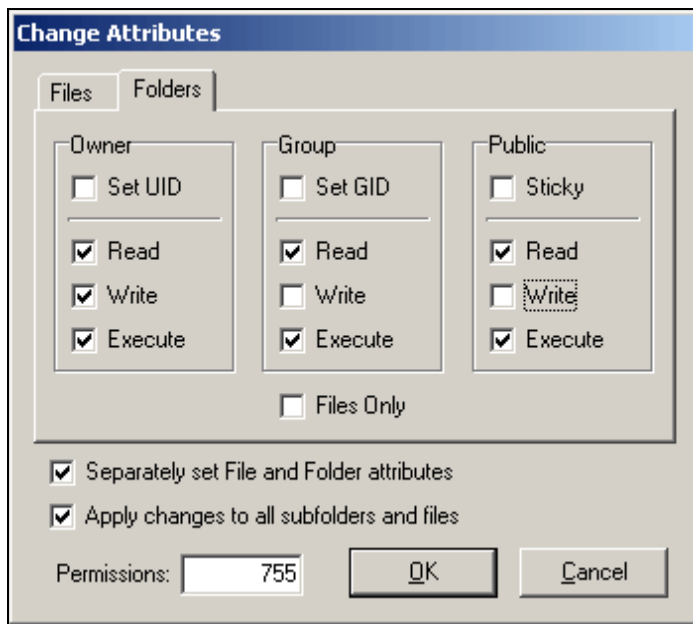 Change Attributes
Files Folders
Owner Group Public
Set UID Set GID Sticky
Read Read Read
Write Write Write
Execute Execute Execute
Files Only
Separately set File and Folder attributes
Apply changes to all subfolders and files
Permissions: 755 OK Cancel